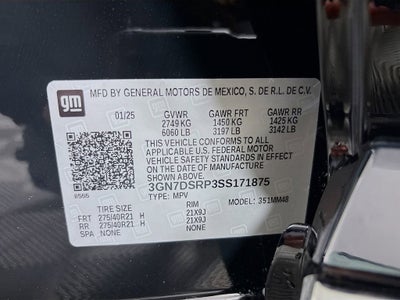 gm
MFD BY GENERAL MOTORS DE MEXICO, S. DE R.L. DE C.V.
01/25 GVWR GAWR FRT GAWR RR
2749 KG 1450 KG 1425 KG
6060 LB 3197 LB 3142 LB
THIS VEHICLE CONFORMS TO ALL
APPLICABLE U.S. FEDERAL MOTOR
VEHICLE SAFETY STANDARDS IN EFFECT
ON THE DATE OF MANUFACTURE
SHOWN ABOVE.
3GN7DSRP3SS171875
TYPE: MPV MODEL: 351MM48
TIRE SIZE RIM
FRT 275/40R21 H 21X9J
RR 275/40R21 H 21X9J
SPA NONE NONE